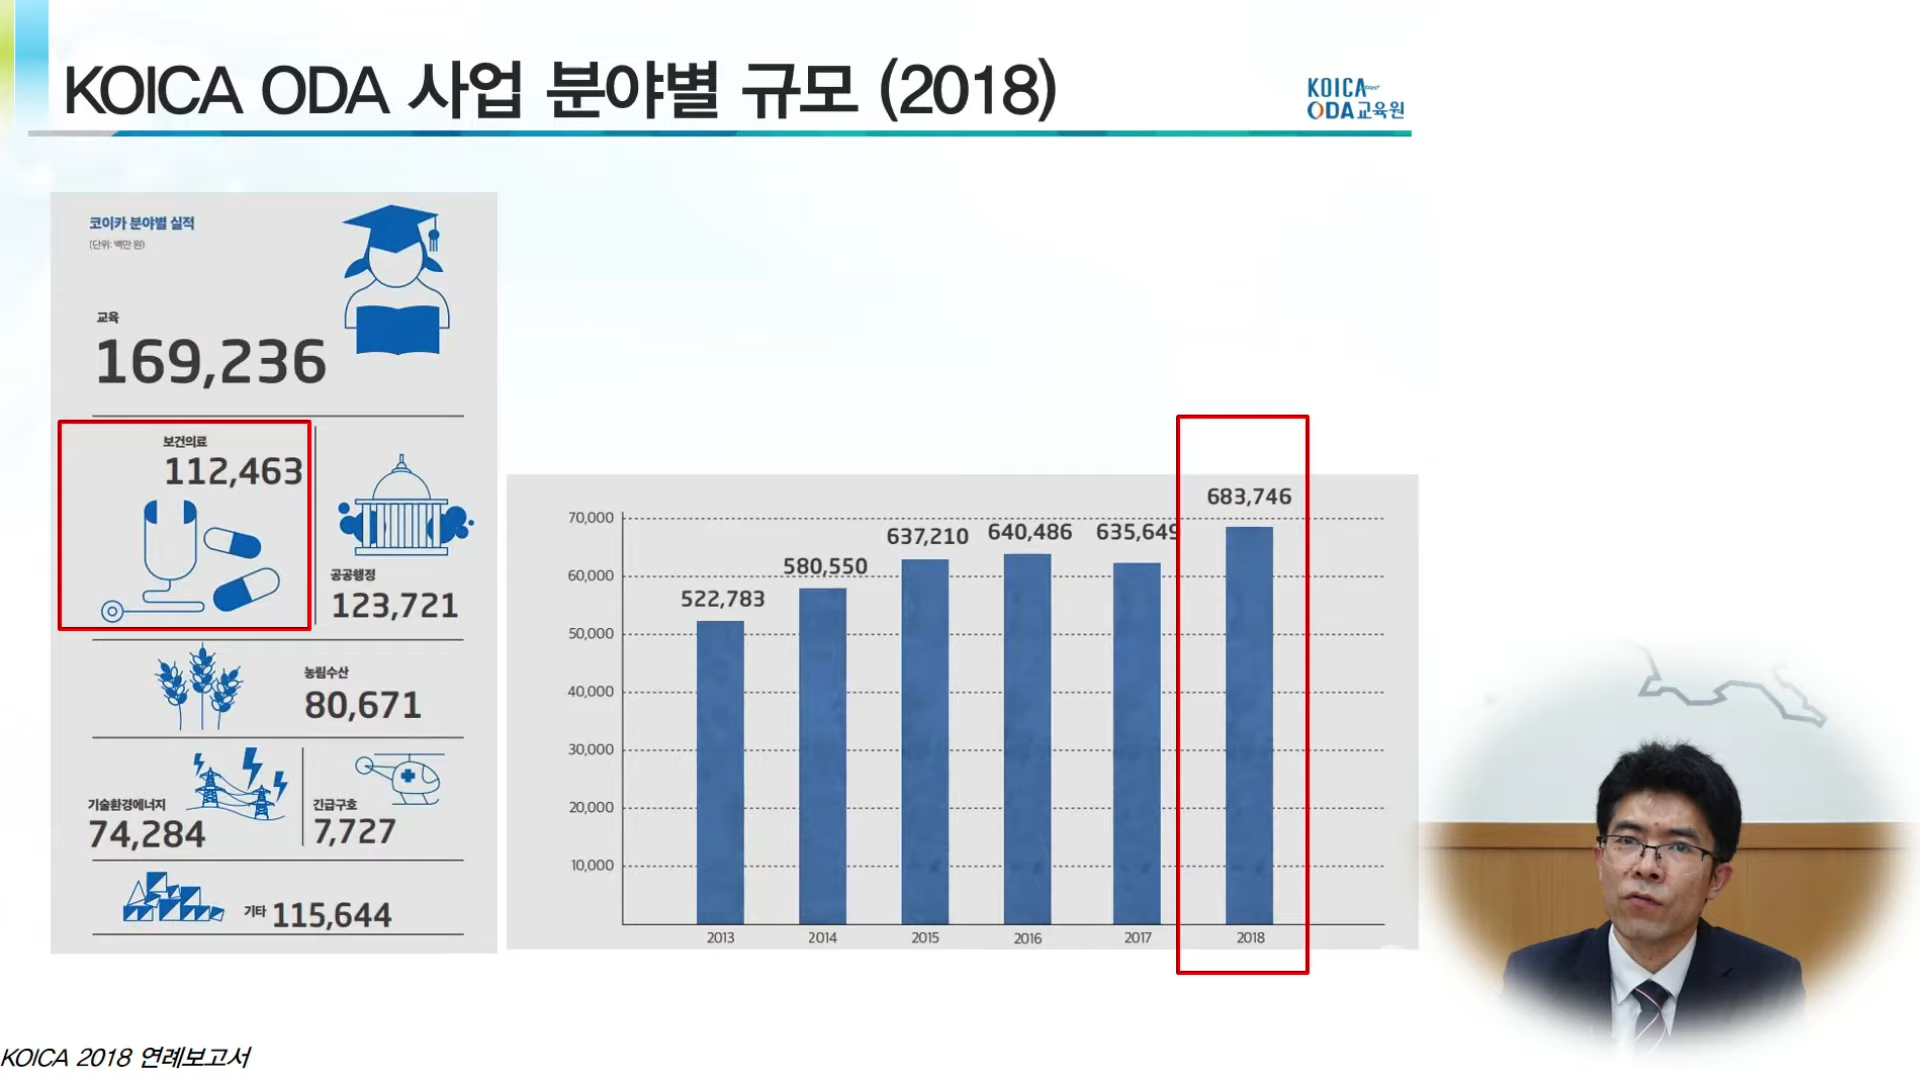 KOICA ODA 사업 분야별 규모 (2018)
KOICA
ODA교육원
코이카 분야별 실적
(단위: 백만 원)
교육
169,236
보건의료
112,463
공공행정
123,721
농림수산
80,671
기술환경에너지
74,284
긴급구호
7,727
기타 115,644
70,000
60,000
50,000
40,000
30,000
20,000
10,000
522,783
580,550
637,210
640,486
635,649
683,746
2013
2014
2015
2016
2017
2018
KOICA 2018 연례보고서